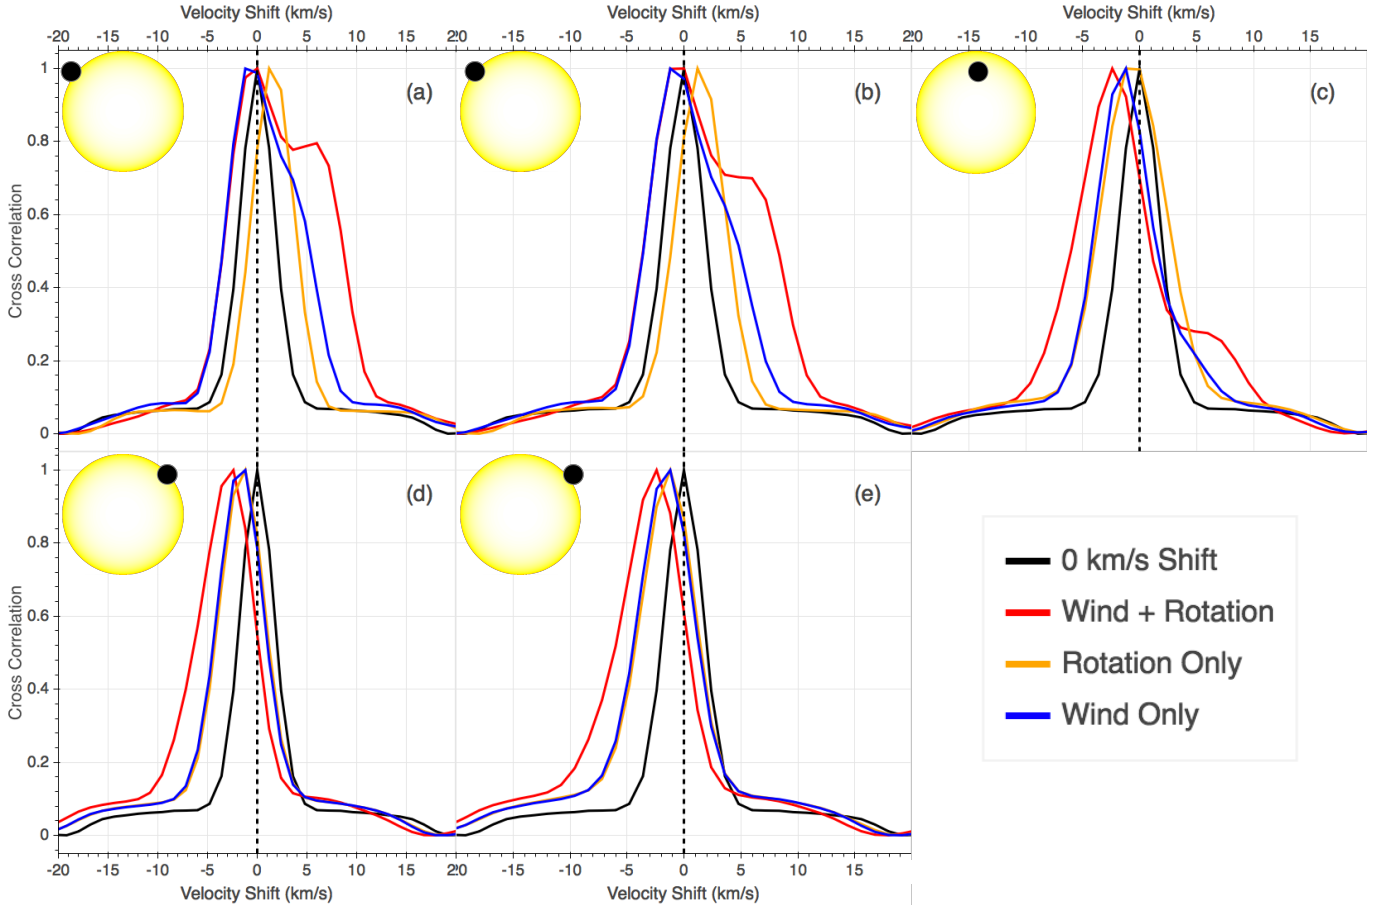 Velocity Shift (km/s) Velocity Shift (km/s) Velocity Shift (km/s)
-20 -15 -10 -5 0 5 10 15 20 -15 -10 -5 0 5 10 15 20 -15 -10 -5 0 5 10 15
Cross Correlation
1
0.8
0.6
0.4
0.2
0
(a)
(b)
(c)
Cross Correlation
1
0.8
0.6
0.4
0.2
0
(d)
(e)
-20 -15 -10 -5 0 5 10 15 20 -15 -10 -5 0 5 10 15
Velocity Shift (km/s) Velocity Shift (km/s)
0 km/s Shift
Wind + Rotation
Rotation Only
Wind Only